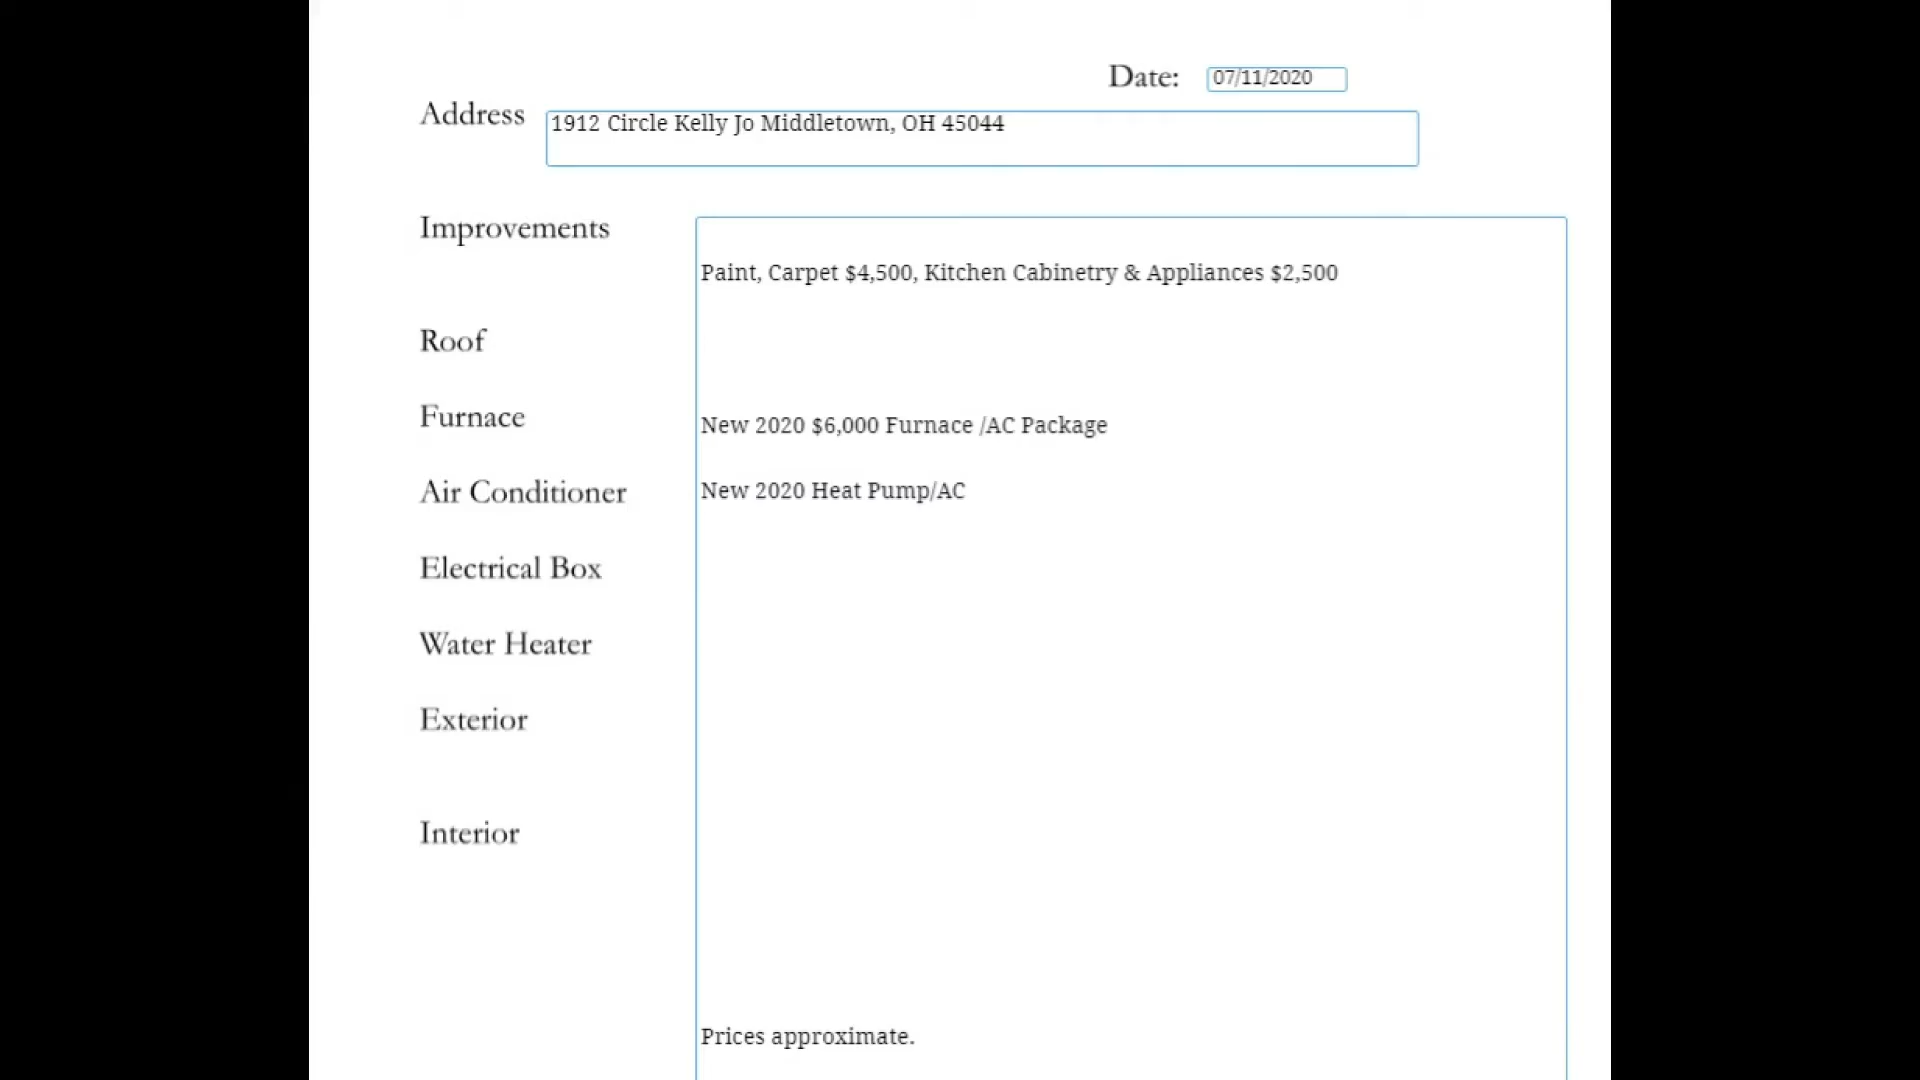 Date: 07/11/2020
Address 1912 Circle Kelly Jo Middletown, OH 45044
Improvements
Paint, Carpet $4,500, Kitchen Cabinetry & Appliances $2,500
Roof
Furnace New 2020 $6,000 Furnace /AC Package
Air Conditioner New 2020 Heat Pump/AC
Electrical Box
Water Heater
Exterior
Interior
Prices approximate.